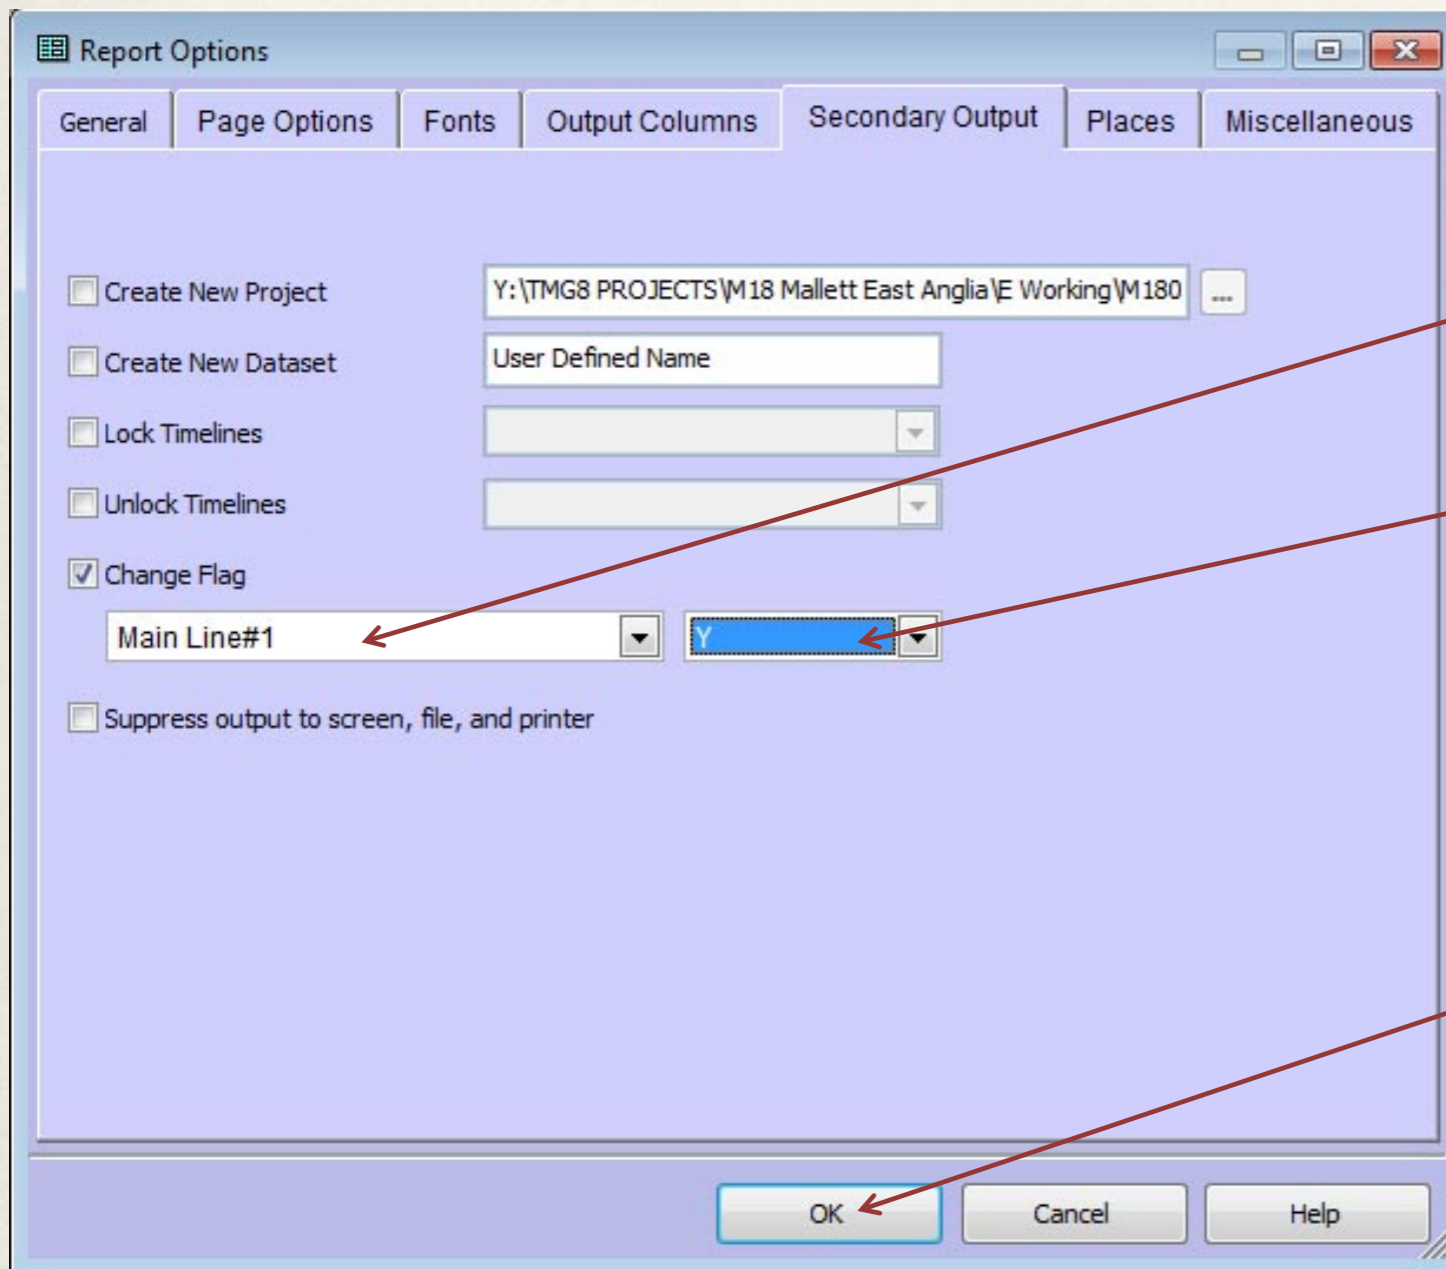 Report Options
General Page Options Fonts Output Columns Secondary Output Places Miscellaneous
Create New Project Y:\TMG8 PROJECTS\M18 Mallett East Anglia\E Working\M180 ...
Create New Dataset User Defined Name
Lock Timelines
Unlock Timelines
Change Flag
Main Line#1 Y
Suppress output to screen, file, and printer
OK Cancel Help